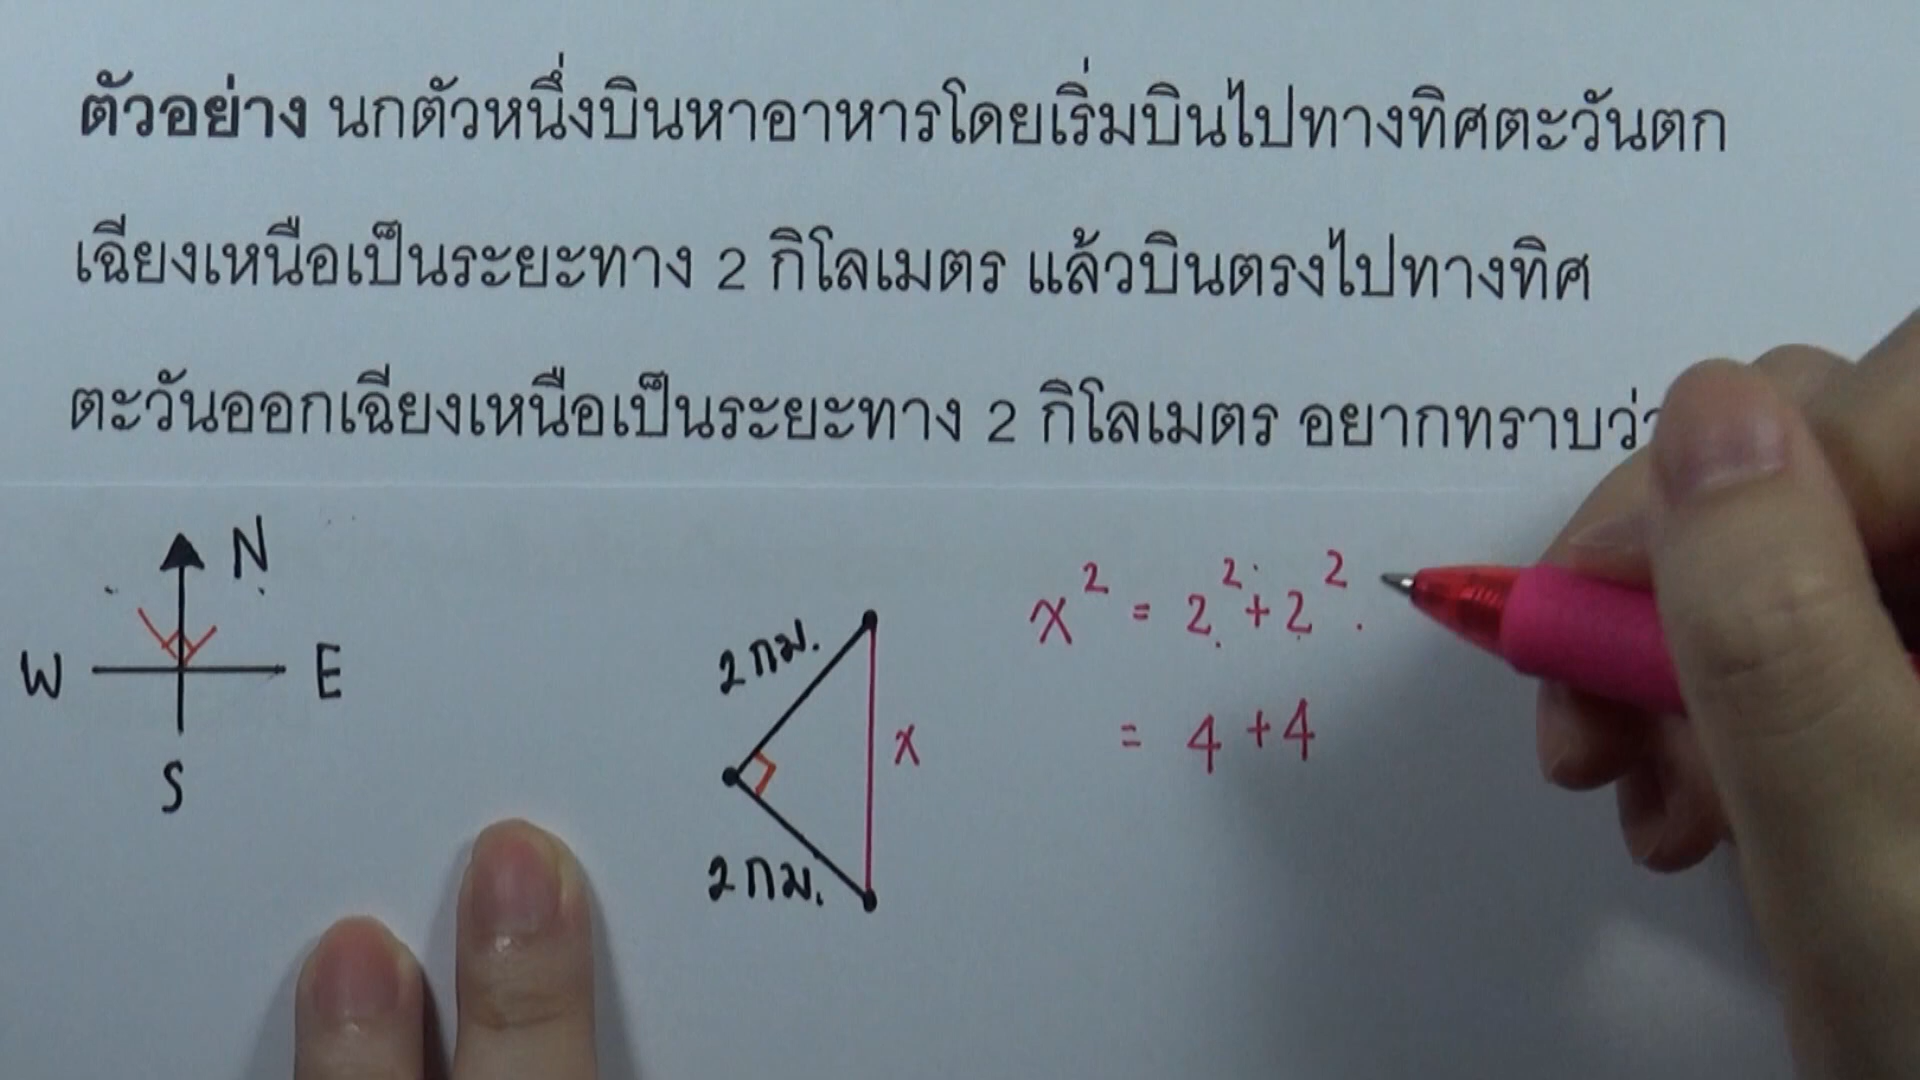 ตัวอย่าง นกตัวหนึ่งบินหาอาหารโดยเริ่มบินไปทางทิศตะวันตก
เฉียงเหนือเป็นระยะทาง 2 กิโลเมตร แล้วบินตรงไปทางทิศ
ตะวันออกเฉียงเหนือเป็นระยะทาง 2 กิโลเมตร อยากทราบว่
N
W E
S
2 กม.
x
2 กม.
x² = 2² + 2²
= 4 + 4